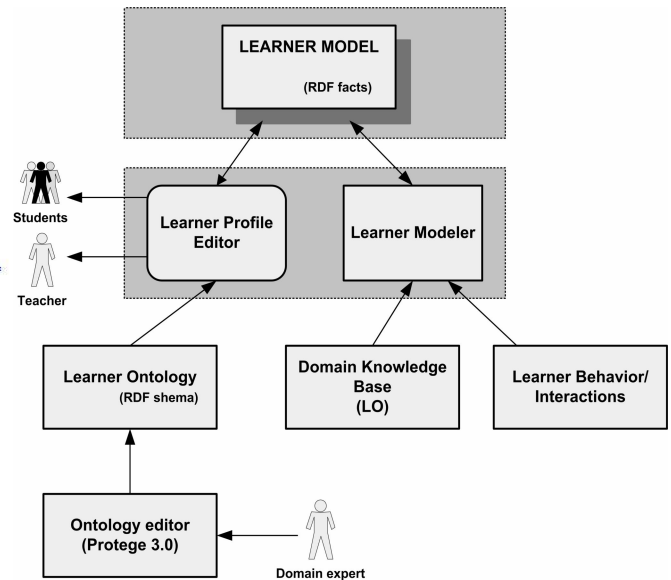 LEARNER MODEL
(RDF facts)
Students
Learner Profile
Editor
Learner Modeler
Teacher
Learner Ontology
(RDF shema)
Domain Knowledge
Base
(LO)
Learner Behavior/
Interactions
Ontology editor
(Protege 3.0)
Domain expert